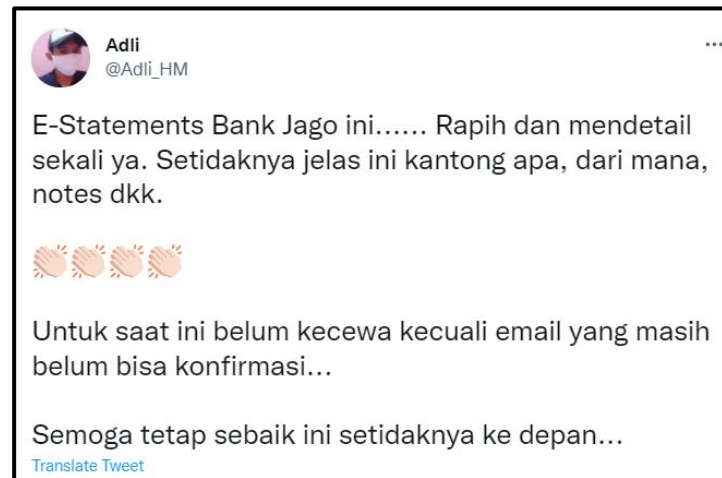 Adli
@Adli_HM
E-Statements Bank Jago ini...... Rapih dan mendetail
sekali ya. Setidaknya jelas ini kantong apa, dari mana,
notes dkk.
👏🏻👏🏻👏🏻👏🏻
Untuk saat ini belum kecewa kecuali email yang masih
belum bisa konfirmasi...
Semoga tetap sebaik ini setidaknya ke depan...
Translate Tweet